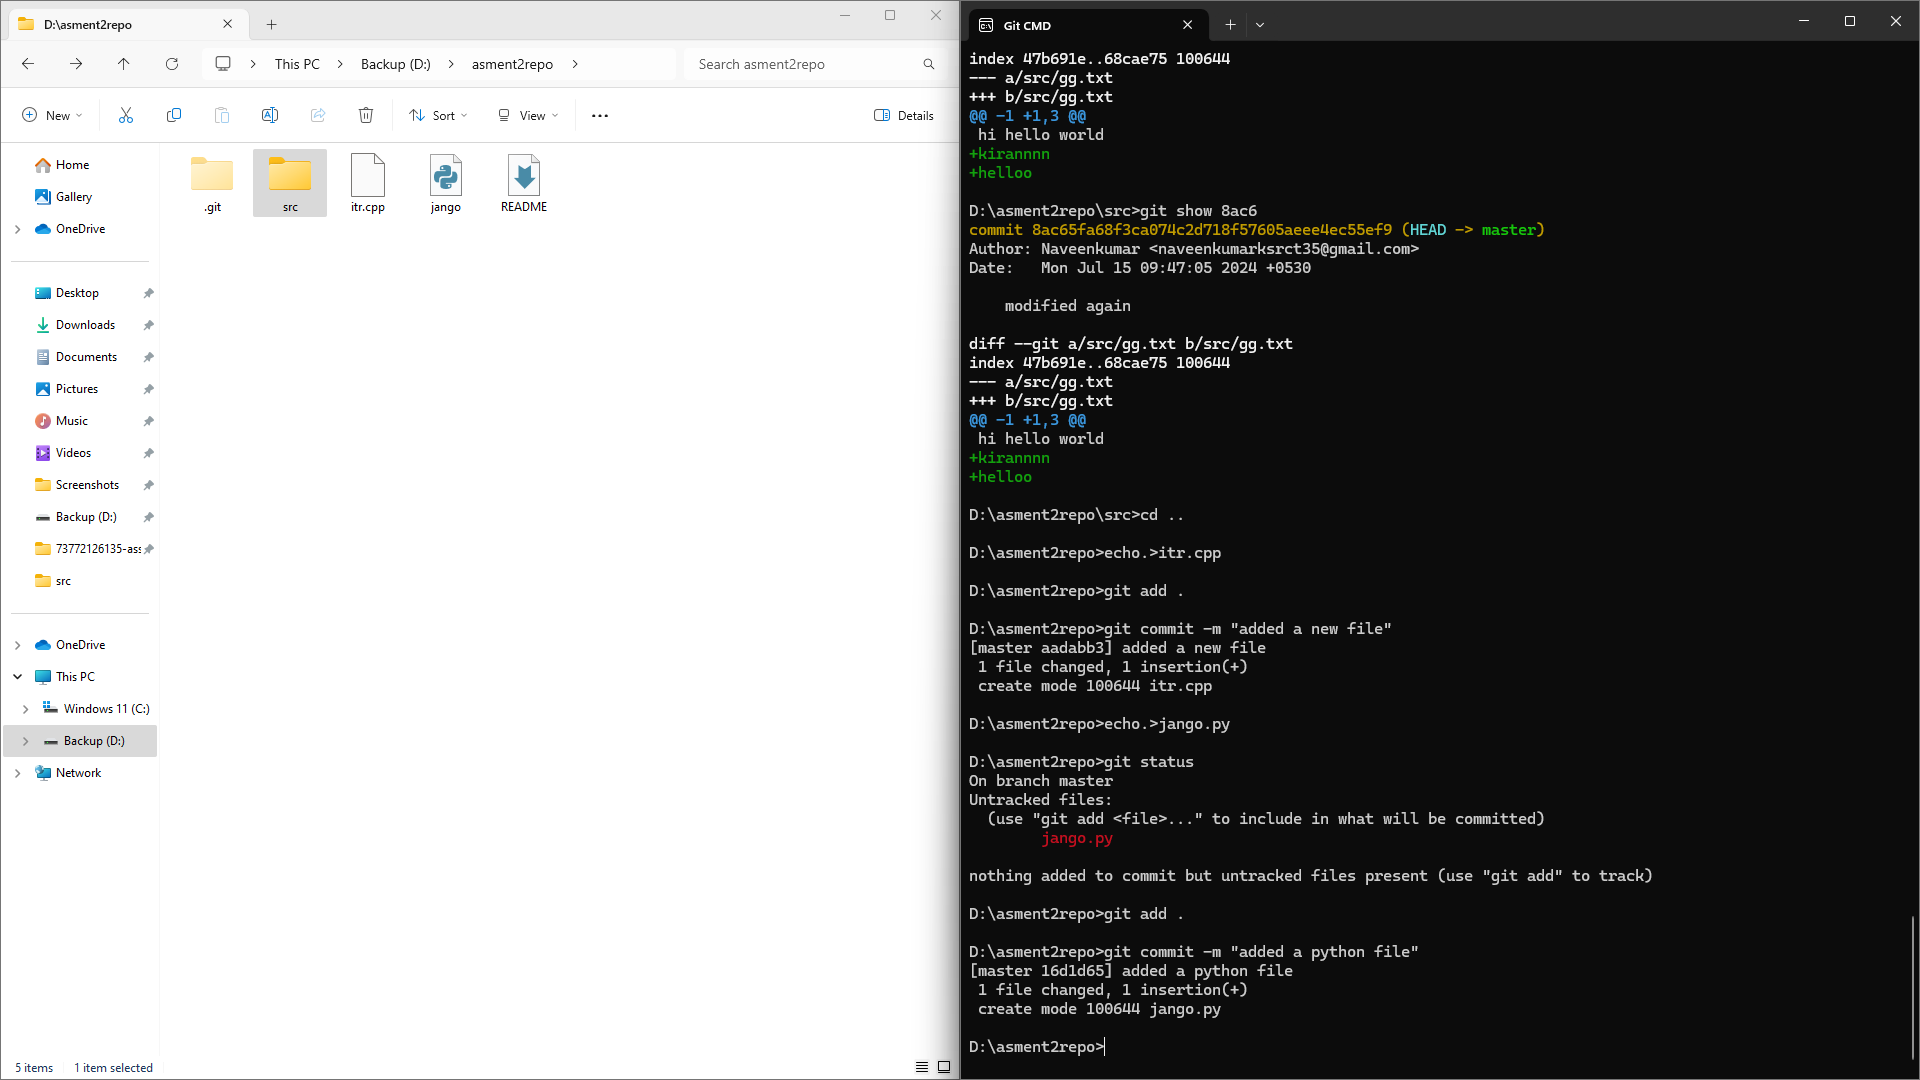 D:\asment2repo
This PC
Backup (D:)
asment2repo
Search asment2repo
New
Sort
View
Details
Home
Gallery
OneDrive
Desktop
Downloads
Documents
Pictures
Music
Videos
Screenshots
Backup (D:)
73772126135-ass
src
OneDrive
This PC
Windows 11 (C:)
Backup (D:)
Network
.git
src
itr.cpp
jango
README
5 items
1 item selected
Git CMD
index 47b691e..68cae75 100644
--- a/src/gg.txt
+++ b/src/gg.txt
@@ -1 +1,3 @@
 hi hello world
+kirannnn
+helloo
D:\asment2repo\src>git show 8ac6
commit 8ac65fa68f3ca074c2d718f57605aeee4ec55ef9 (HEAD -> master)
Author: Naveenkumar <naveenkumarksrct35@gmail.com>
Date:   Mon Jul 15 09:47:05 2024 +0530
    modified again
diff --git a/src/gg.txt b/src/gg.txt
index 47b691e..68cae75 100644
--- a/src/gg.txt
+++ b/src/gg.txt
@@ -1 +1,3 @@
 hi hello world
+kirannnn
+helloo
D:\asment2repo\src>cd ..
D:\asment2repo>echo.>itr.cpp
D:\asment2repo>git add .
D:\asment2repo>git commit -m "added a new file"
[master aadabb3] added a new file
 1 file changed, 1 insertion(+)
 create mode 100644 itr.cpp
D:\asment2repo>echo.>jango.py
D:\asment2repo>git status
On branch master
Untracked files:
  (use "git add <file>..." to include in what will be committed)
        jango.py
nothing added to commit but untracked files present (use "git add" to track)
D:\asment2repo>git add .
D:\asment2repo>git commit -m "added a python file"
[master 16d1d65] added a python file
 1 file changed, 1 insertion(+)
 create mode 100644 jango.py
D:\asment2repo>